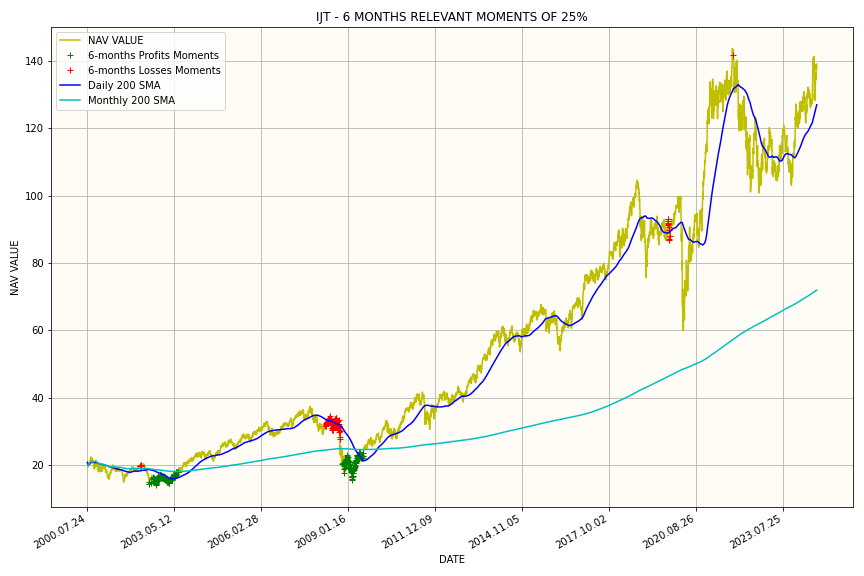 IJT - 6 MONTHS RELEVANT MOMENTS OF 25%
NAV VALUE
6-months Profits Moments
6-months Losses Moments
Daily 200 SMA
Monthly 200 SMA
NAV VALUE
140
120
100
80
60
40
20
2000.07.24
2003.05.12
2006.02.28
2009.01.16
2011.12.09
2014.11.05
2017.10.02
2020.08.26
2023.07.25
DATE